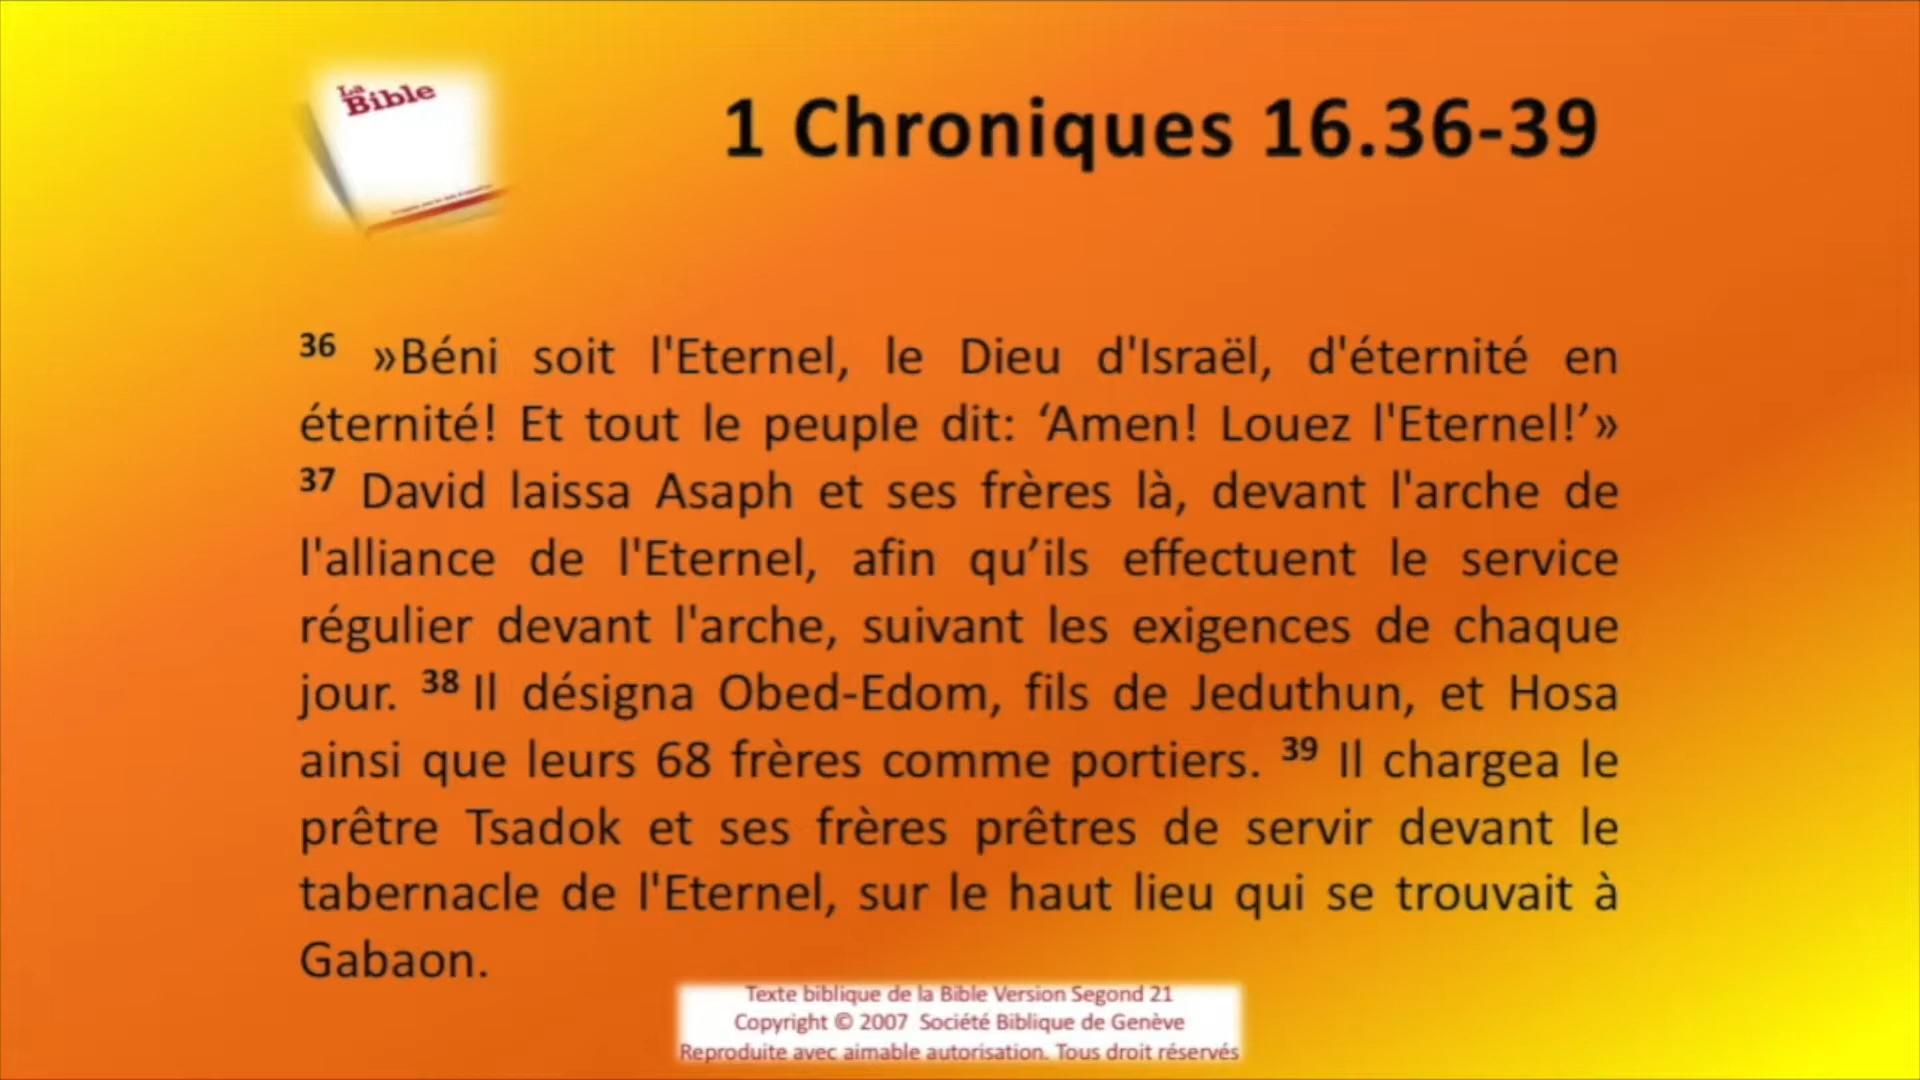 La
Bible
1 Chroniques 16.36-39
36 »Béni soit l'Eternel, le Dieu d'Israël, d'éternité en
éternité! Et tout le peuple dit: ‘Amen! Louez l'Eternel!’»
37 David laissa Asaph et ses frères là, devant l'arche de
l'alliance de l'Eternel, afin qu’ils effectuent le service
régulier devant l'arche, suivant les exigences de chaque
jour. 38 Il désigna Obed-Edom, fils de Jeduthun, et Hosa
ainsi que leurs 68 frères comme portiers. 39 Il chargea le
prêtre Tsadok et ses frères prêtres de servir devant le
tabernacle de l'Eternel, sur le haut lieu qui se trouvait à
Gabaon.
Texte biblique de la Bible Version Segond 21
Copyright © 2007 Société Biblique de Genève
Reproduite avec aimable autorisation. Tous droit réservés